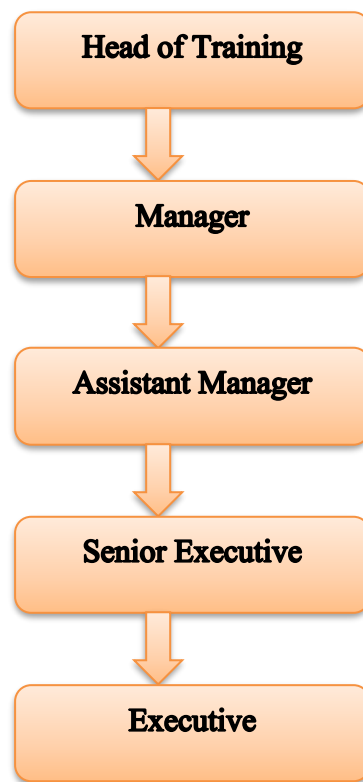 Head of Training
Manager
Assistant Manager
Senior Executive
Executive